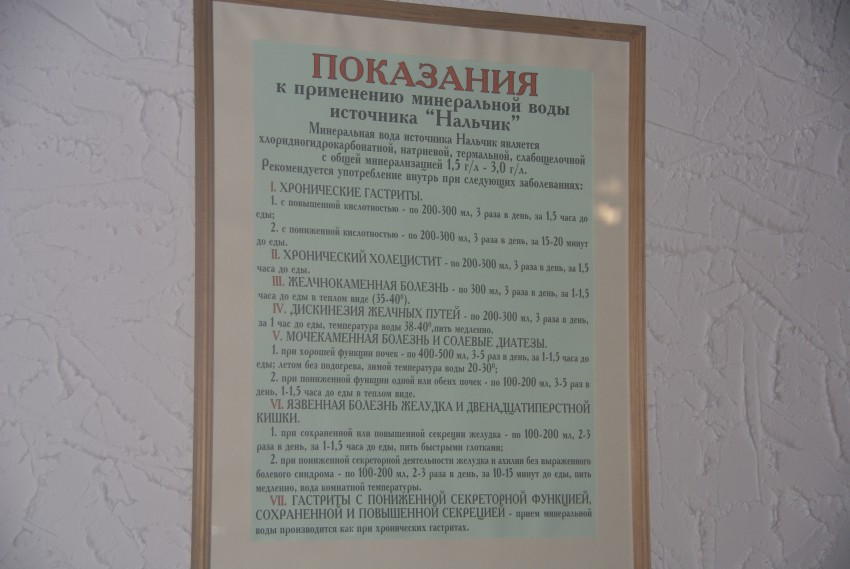 ПОКАЗАНИЯ
к применению минеральной воды
источника "Нальчик"
Минеральная вода источника Нальчик является
хлоридногидрокарбонатной, натриевой, термальной, слабощелочной
с общей минерализацией 1,5 г/л - 3,0 г/л.
Рекомендуется употребление внутрь при следующих заболеваниях:
I. ХРОНИЧЕСКИЕ ГАСТРИТЫ.
1. с повышенной кислотностью - по 200-300 мл, 3 раза в день, за 1,5 часа до
еды;
2. с пониженной кислотностью - по 200-300 мл, 3 раза в день, за 15-20 минут
до еды.
II. ХРОНИЧЕСКИЙ ХОЛЕЦИСТИТ - по 200-300 мл, 3 раза в день, за 1,5
часа до еды.
III. ЖЕЛЧНОКАМЕННАЯ БОЛЕЗНЬ - по 300 мл, 3 раза в день, за 1-1,5
часа до еды в теплом виде (35-40⁰).
IV. ДИСКИНЕЗИЯ ЖЕЛЧНЫХ ПУТЕЙ - по 200-300 мл, 3 раза в день,
за 1 час до еды, температура воды 38-40⁰,пить медленно.
V. МОЧЕКАМЕННАЯ БОЛЕЗНЬ И СОЛЕВЫЕ ДИАТЕЗЫ.
1. при хорошей функции почек - по 400-500 мл, 3-5 раз в день, за 1-1,5 часа до
еды; летом без подогрева, зимой температура воды 20-30⁰;
2. при пониженной функции одной или обеих почек - по 100-200 мл, 3-5 раз в
день, 1-1,5 часа до еды в теплом виде.
VI. ЯЗВЕННАЯ БОЛЕЗНЬ ЖЕЛУДКА И ДВЕНАДЦАТИПЕРСТНОЙ
КИШКИ.
1. при сохраненной или повышенной секреции желудка - по 100-200 мл, 2-3
раза в день, за 1-1,5 часа до еды, пить быстрыми глотками;
2. при пониженной секреторной деятельности желудка и ахилии без выраженного
болевого синдрома - по 100-200 мл, 2-3 раза в день, за 10-15 минут до еды, пить
медленно, вода комнатной температуры.
VII. ГАСТРИТЫ С ПОНИЖЕННОЙ СЕКРЕТОРНОЙ ФУНКЦИЕЙ,
СОХРАНЕННОЙ И ПОВЫШЕННОЙ СЕКРЕЦИЕЙ - прием минеральной
воды производится как при хронических гастритах.